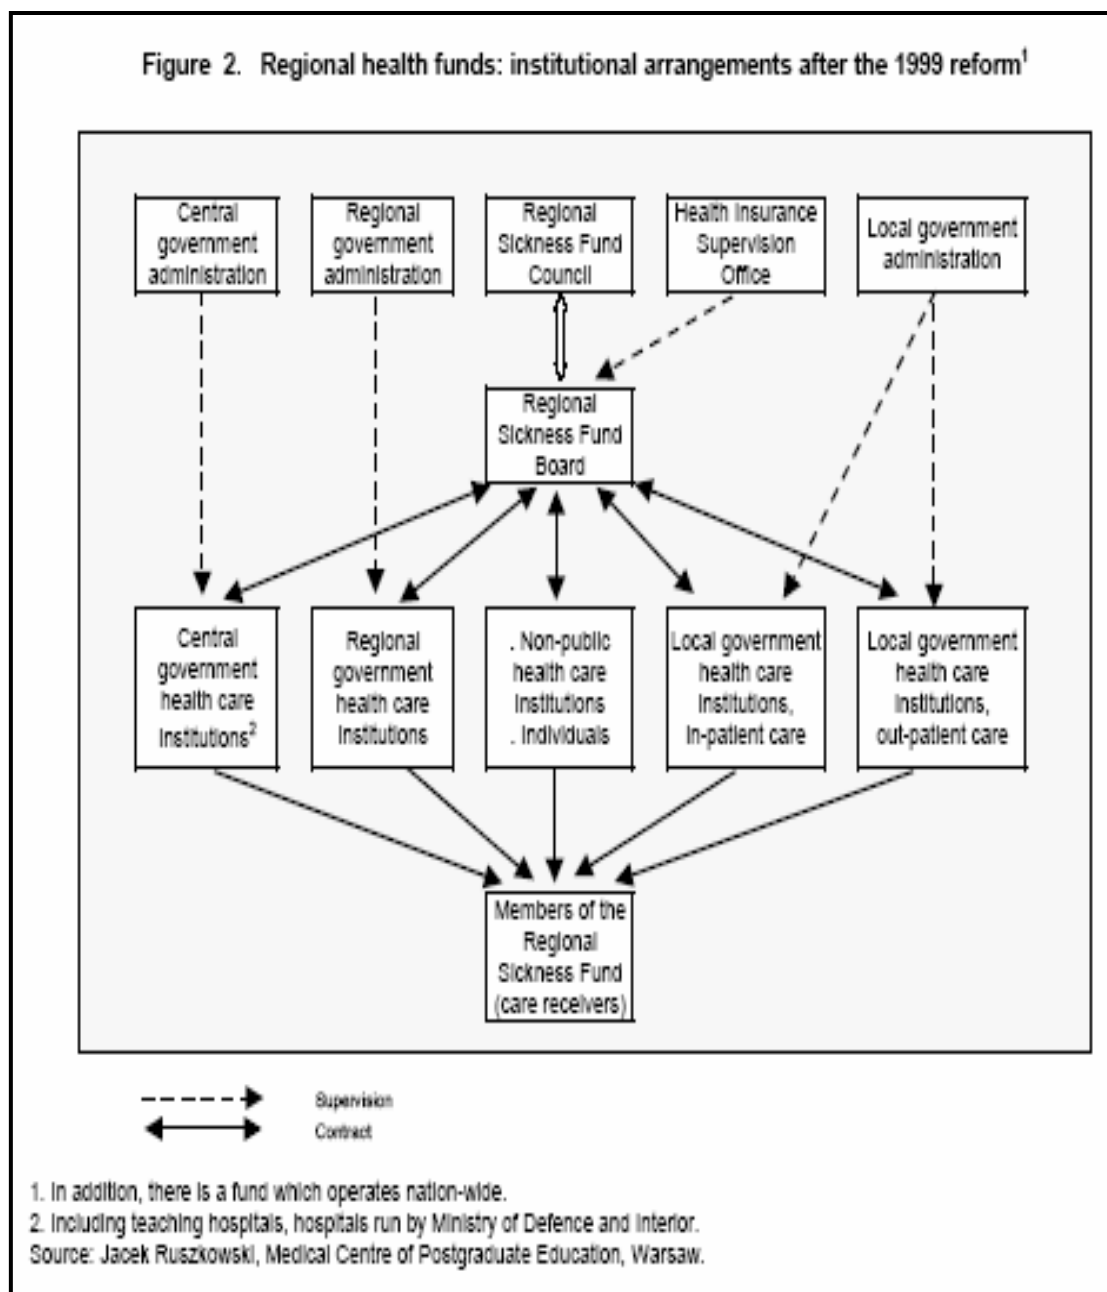 Figure 2. Regional health funds: institutional arrangements after the 1999 reform¹
Central
government
administration
Regional
government
administration
Regional
Sickness Fund
Council
Health Insurance
Supervision
Office
Local government
administration
Regional
Sickness Fund
Board
Central
government
health care
Institutions²
Regional
government
health care
Institutions
. Non-public
health care
Institutions
. Individuals
Local government
health care
Institutions,
In-patient care
Local government
health care
Institutions,
out-patient care
Members of the
Regional
Sickness Fund
(care receivers)
Supervision
Contract
1. In addition, there is a fund which operates nation-wide.
2. Including teaching hospitals, hospitals run by Ministry of Defence and Interior.
Source: Jacek Ruszkowski, Medical Centre of Postgraduate Education, Warsaw.